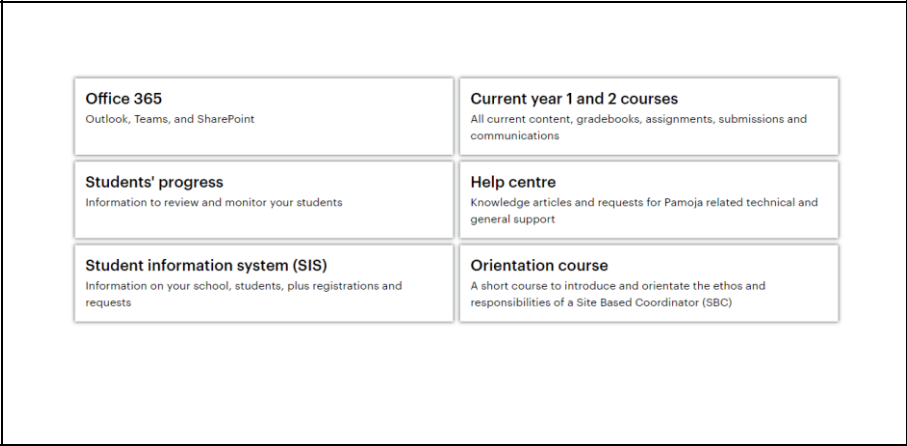 Office 365
Outlook, Teams, and SharePoint
Current year 1 and 2 courses
All current content, gradebooks, assignments, submissions and
communications
Students' progress
Information to review and monitor your students
Help centre
Knowledge articles and requests for Pamoja related technical and
general support
Student information system (SIS)
Information on your school, students, plus registrations and
requests
Orientation course
A short course to introduce and orientate the ethos and
responsibilities of a Site Based Coordinator (SBC)